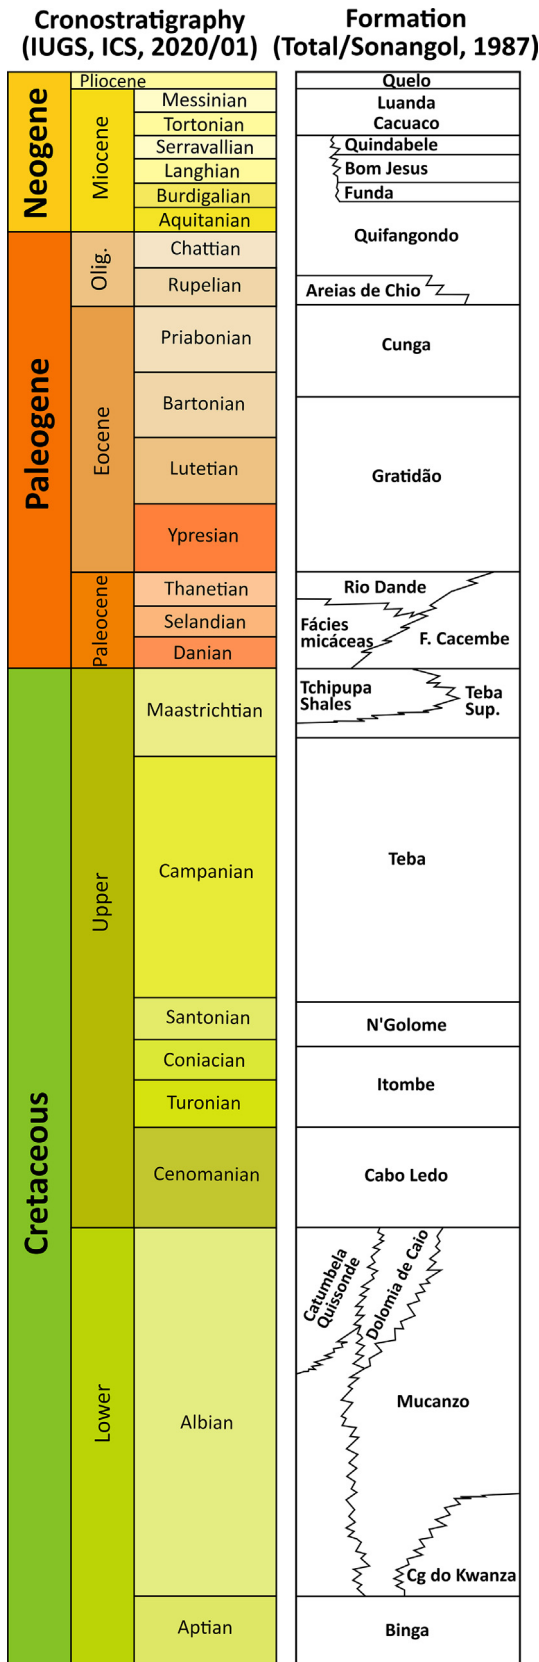 Cronostratigraphy
(IUGS, ICS, 2020/01)
Formation
(Total/Sonangol, 1987)
Neogene
Paleogene
Cretaceous
Pliocene
Miocene
Olig.
Eocene
Paleocene
Upper
Lower
Messinian
Tortonian
Serravallian
Langhian
Burdigalian
Aquitanian
Chattian
Rupelian
Priabonian
Bartonian
Lutetian
Ypresian
Thanetian
Selandian
Danian
Maastrichtian
Campanian
Santonian
Coniacian
Turonian
Cenomanian
Albian
Aptian
Quelo
Luanda
Cacuaco
Quindabele
Bom Jesus
Funda
Quifangondo
Areias de Chio
Cunga
Gratidão
Rio Dande
Fácies
micáceas
F. Cacembe
Tchipupa
Shales
Teba
Sup.
Teba
N'Golome
Itombe
Cabo Ledo
Catumbela
Quissonde
Dolomia de Caio
Mucanzo
Cg do Kwanza
Binga